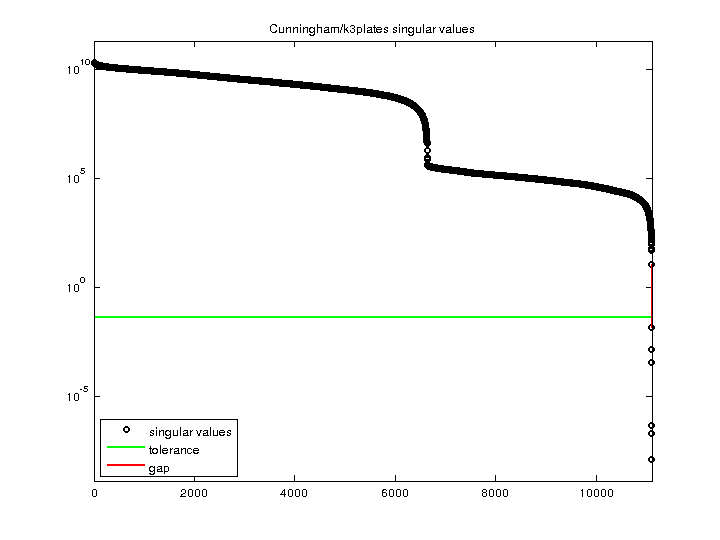 Cunningham/k3plates singular values
10^10
10^5
10^0
10^-5
singular values
tolerance
gap
0 2000 4000 6000 8000 10000